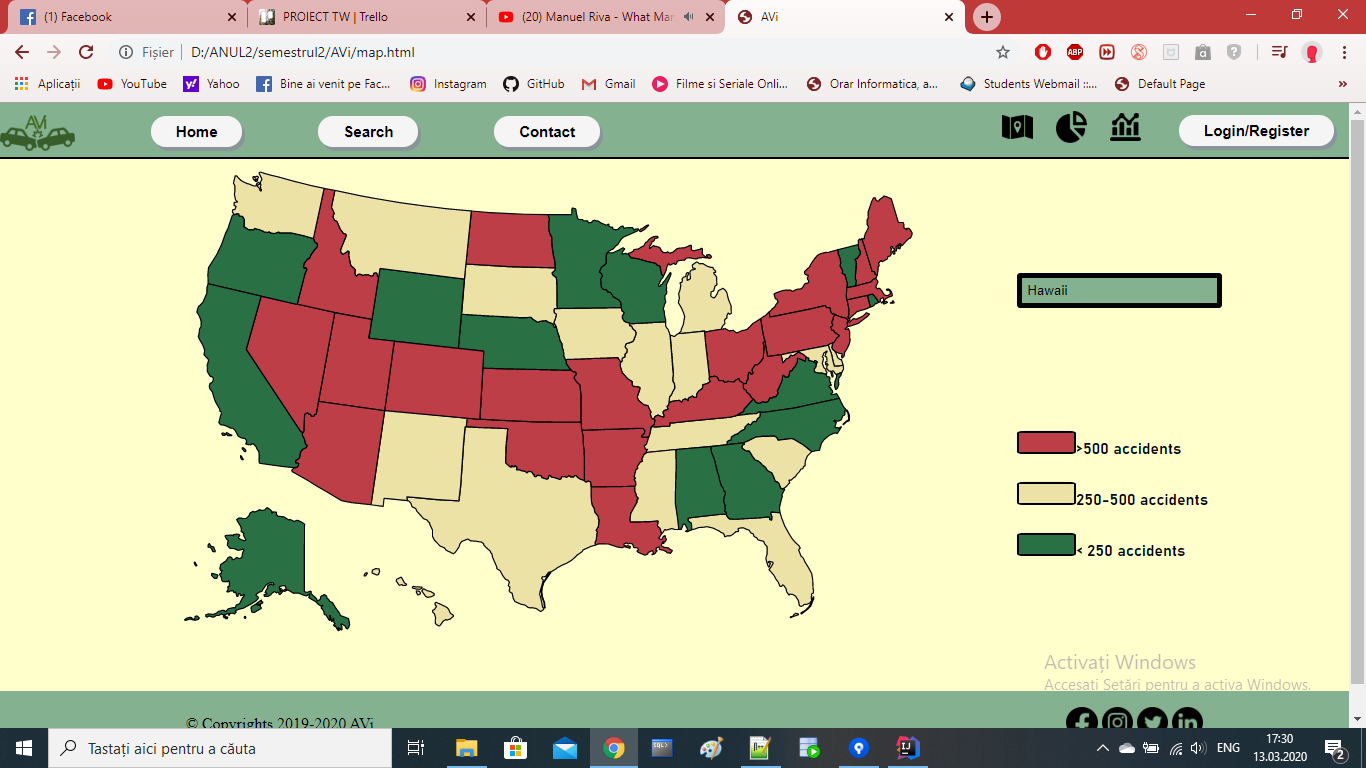 (1) Facebook
PROIECT TW | Trello
(20) Manuel Riva - What Mar
AVi
Fișier
D:/ANUL2/semestrul2/AVi/map.html
ABP
Aplicații
YouTube
Yahoo
Bine ai venit pe Fac...
Instagram
GitHub
Gmail
Filme si Seriale Onli...
Orar Informatica, a...
Students Webmail ::...
Default Page
»
AVi
Home
Search
Contact
Login/Register
Hawaii
>500 accidents
250-500 accidents
< 250 accidents
Activați Windows
Accesați Setări pentru a activa Windows.
© Copyrights 2019-2020 AVi
Tastați aici pentru a căuta
ENG
17:30
13.03.2020
2